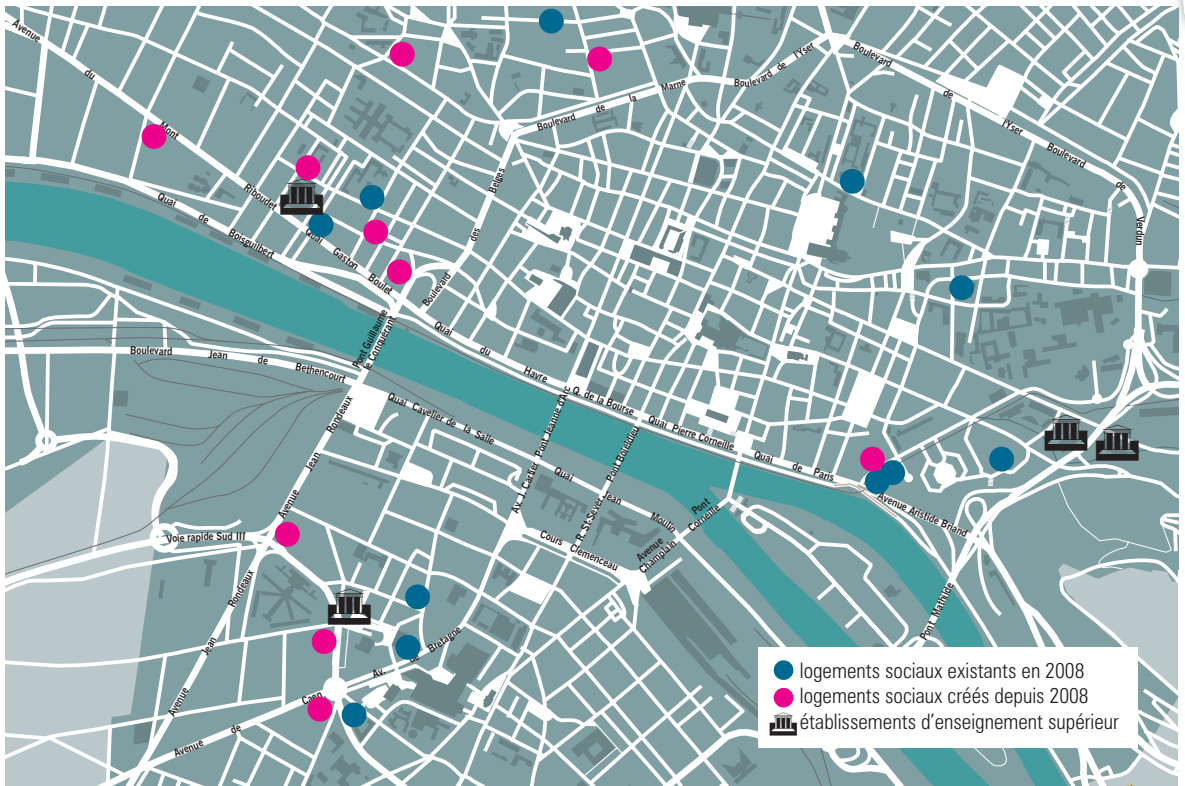 Avenue
du
Mont
Riboudet
Boulevard de la Marne
Boulevard de l'Yser
Boulevard
de
l'Yser
Boulevard
de
Verdun
Boulevard
des
Belges
Quai
de
Boisguilbert
Quai
Gaston
Boulet
Pont Guillaume
le Conquérant
Quai
du
Havre
Q. de la Bourse
Quai Pierre Corneille
Quai de Paris
Avenue Aristide Briand
Boulevard Jean de
Bethencourt
Quai Cavelier de la Salle
Quai
Jean
Moulin
Avenue
Jean
Rondeaux
Av. J. Cartier
Pont Jeanne d'Arc
R. St-Sever
Pont Boieldieu
Pont
Corneille
Avenue
Champlain
Cours
Clemenceau
Voie rapide Sud III
Avenue
Jean
Rondeaux
Pont Mathilde
Av. de Bretagne
Avenue de Caen
logements sociaux existants en 2008
logements sociaux créés depuis 2008
établissements d'enseignement supérieur